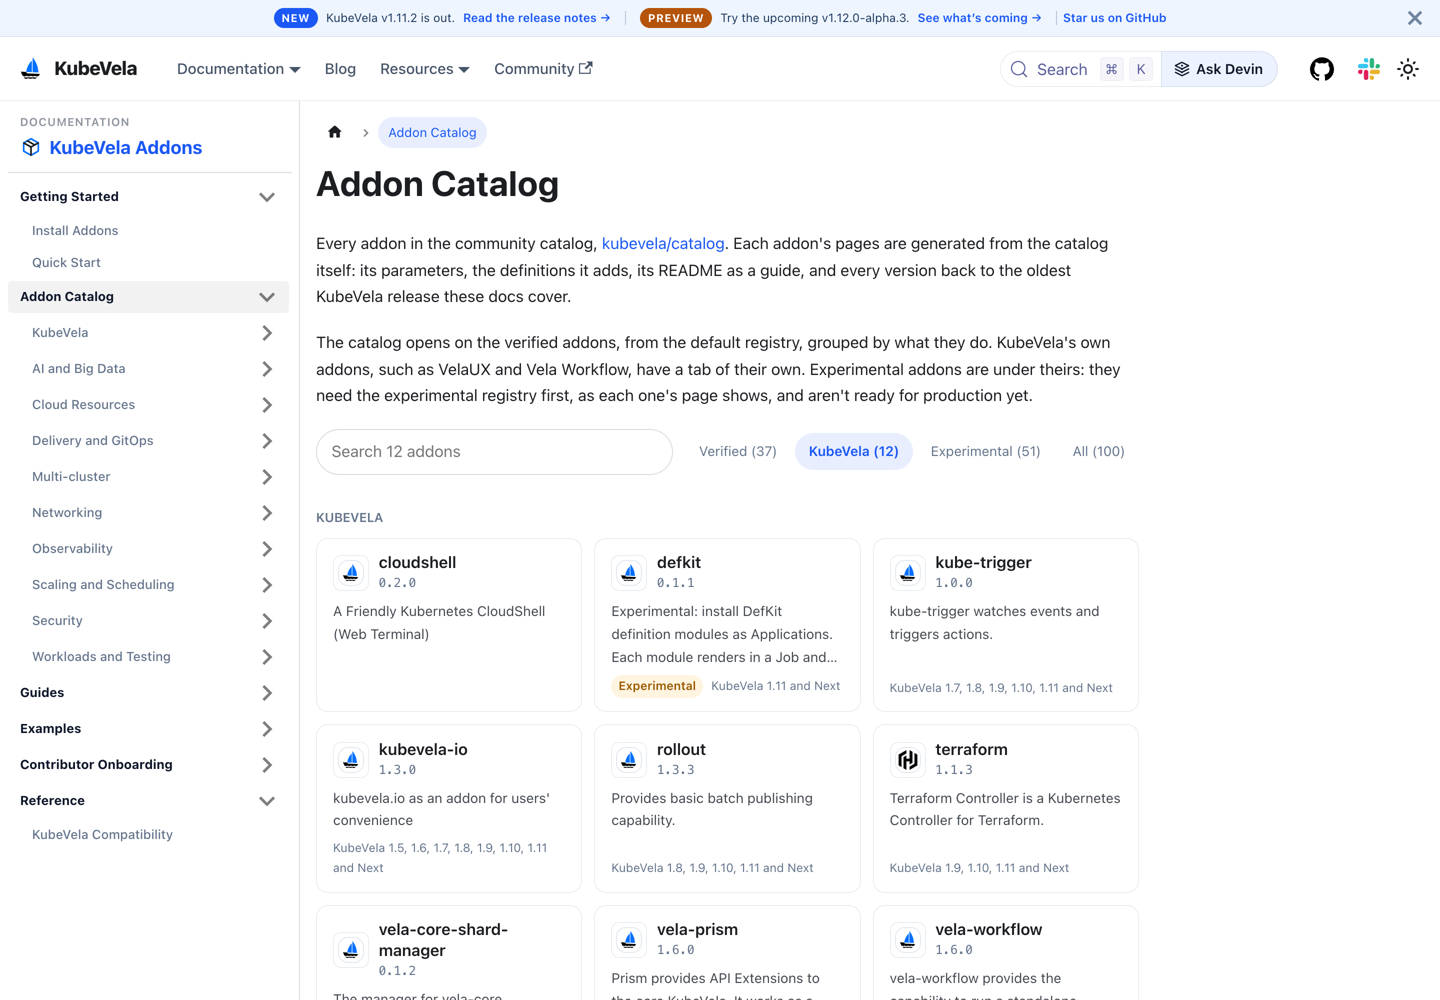 NEW KubeVela v1.11.2 is out. Read the release notes → PREVIEW Try the upcoming v1.12.0-alpha.3. See what's coming → Star us on GitHub
KubeVela Documentation Blog Resources Community Search ⌘ K Ask Devin
DOCUMENTATION
KubeVela Addons
Getting Started
Install Addons
Quick Start
Addon Catalog
KubeVela
AI and Big Data
Cloud Resources
Delivery and GitOps
Multi-cluster
Networking
Observability
Scaling and Scheduling
Security
Workloads and Testing
Guides
Examples
Contributor Onboarding
Reference
KubeVela Compatibility
Addon Catalog
Addon Catalog
Every addon in the community catalog, kubevela/catalog. Each addon's pages are generated from the catalog
itself: its parameters, the definitions it adds, its README as a guide, and every version back to the oldest
KubeVela release these docs cover.
The catalog opens on the verified addons, from the default registry, grouped by what they do. KubeVela's own
addons, such as VelaUX and Vela Workflow, have a tab of their own. Experimental addons are under theirs: they
need the experimental registry first, as each one's page shows, and aren't ready for production yet.
Search 12 addons Verified (37) KubeVela (12) Experimental (51) All (100)
KUBEVELA
cloudshell
0.2.0
A Friendly Kubernetes CloudShell
(Web Terminal)
defkit
0.1.1
Experimental: install DefKit
definition modules as Applications.
Each module renders in a Job and...
Experimental KubeVela 1.11 and Next
kube-trigger
1.0.0
kube-trigger watches events and
triggers actions.
KubeVela 1.7, 1.8, 1.9, 1.10, 1.11 and Next
kubevela-io
1.3.0
kubevela.io as an addon for users'
convenience
KubeVela 1.5, 1.6, 1.7, 1.8, 1.9, 1.10, 1.11
and Next
rollout
1.3.3
Provides basic batch publishing
capability.
KubeVela 1.8, 1.9, 1.10, 1.11 and Next
terraform
1.1.3
Terraform Controller is a Kubernetes
Controller for Terraform.
KubeVela 1.9, 1.10, 1.11 and Next
vela-core-shard-
manager
0.1.2
The manager for vela-core
vela-prism
1.6.0
Prism provides API Extensions to
the core KubeVela. It works as a
vela-workflow
1.6.0
vela-workflow provides the
capability to run a standalone